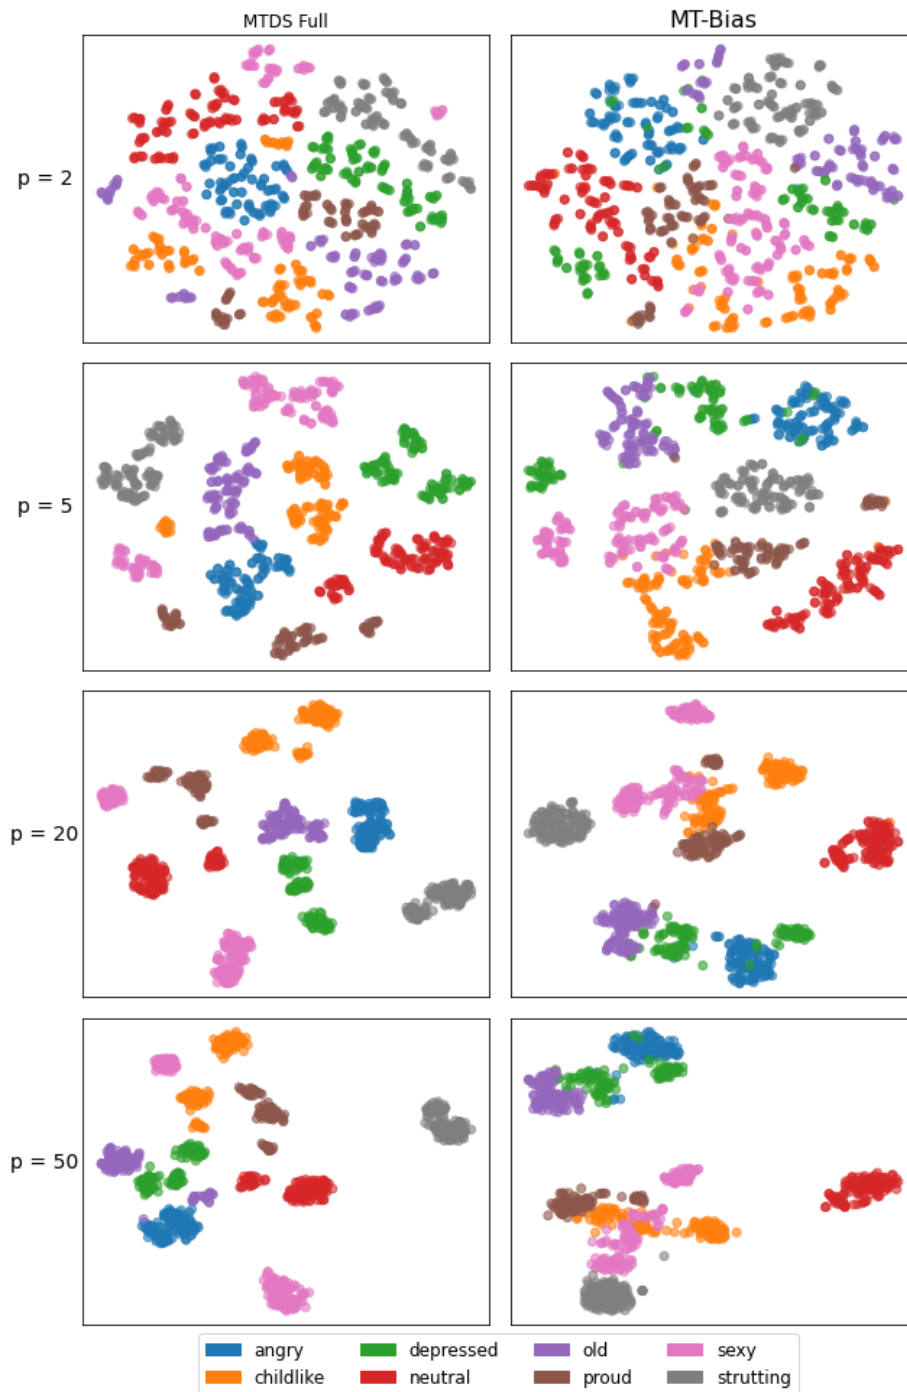 MTDS Full MT-Bias
p = 2
p = 5
p = 20
p = 50
angry depressed old sexy
childlike neutral proud strutting